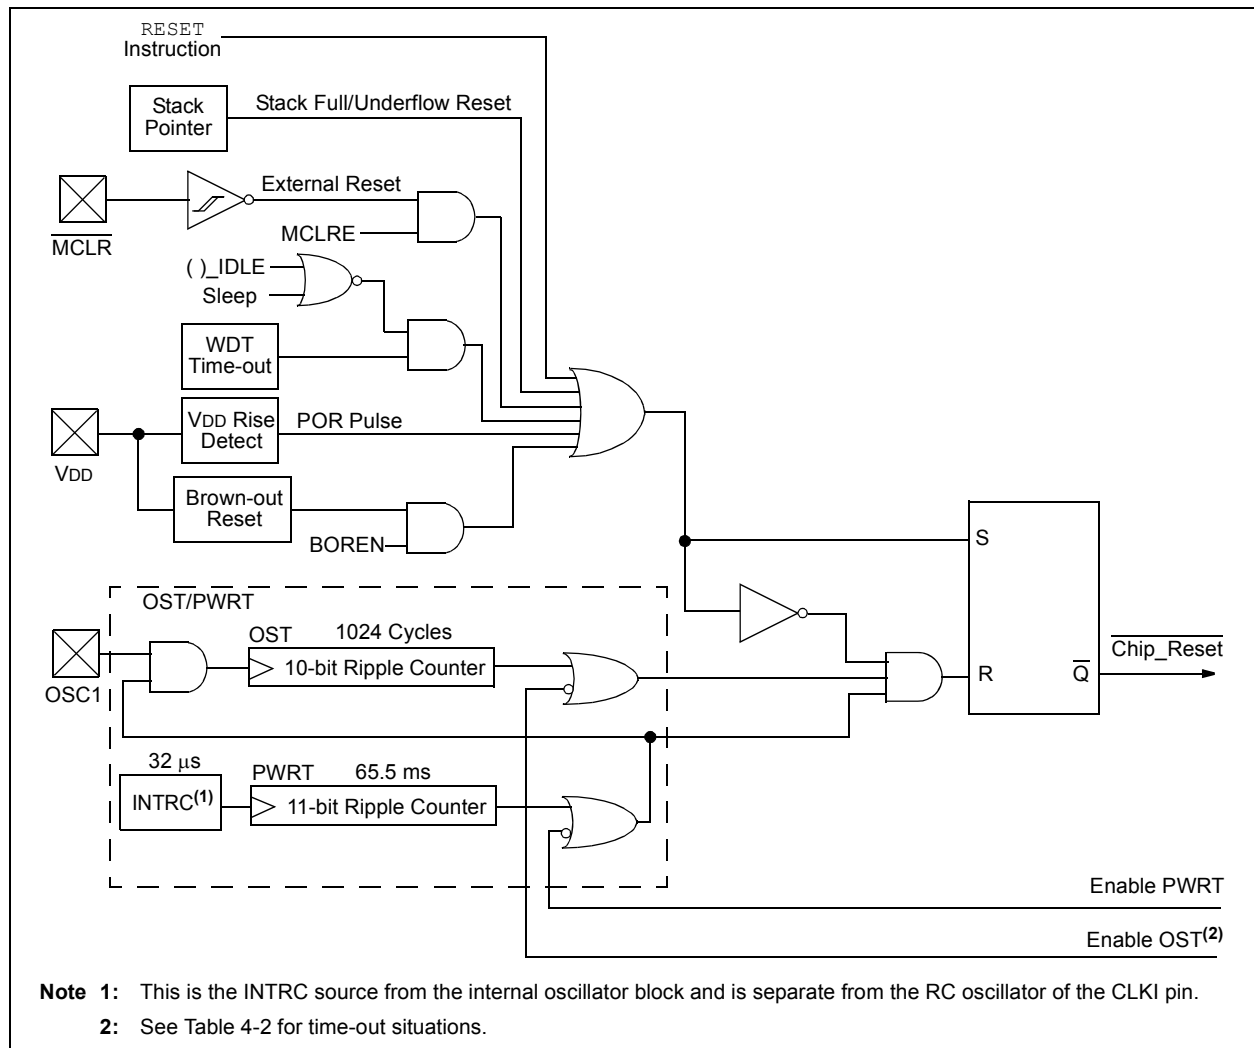 RESET
Instruction
Stack
Pointer
Stack Full/Underflow Reset
External Reset
MCLR
MCLRE
( )_IDLE
Sleep
WDT
Time-out
VDD Rise
Detect
POR Pulse
VDD
Brown-out
Reset
BOREN
S
OST/PWRT
OST
1024 Cycles
10-bit Ripple Counter
OSC1
Chip_Reset
R
Q
32 μs
PWRT
65.5 ms
INTRC(1)
11-bit Ripple Counter
Enable PWRT
Enable OST(2)
Note 1: This is the INTRC source from the internal oscillator block and is separate from the RC oscillator of the CLKI pin.
2: See Table 4-2 for time-out situations.